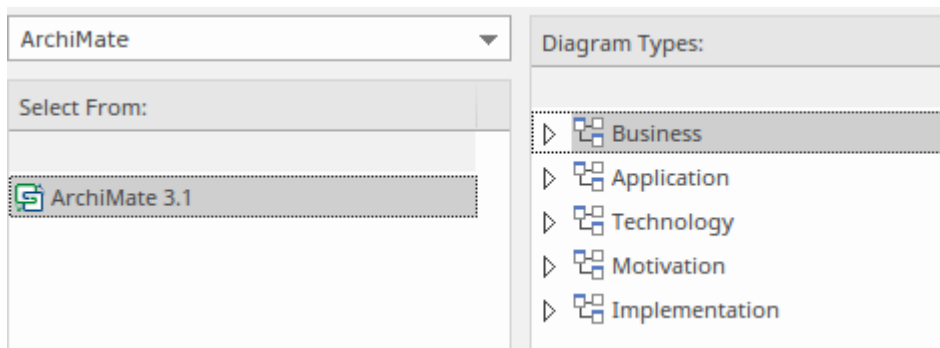 ArchiMate
Select From:
ArchiMate 3.1
Diagram Types:
Business
Application
Technology
Motivation
Implementation